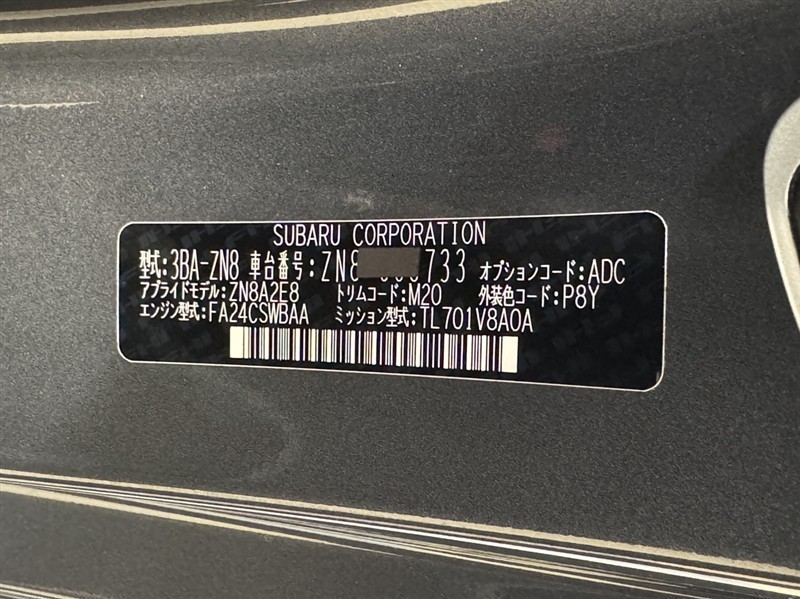 SUBARU CORPORATION
型式:3BA-ZN8 車台番号:ZN8 733 オプションコード:ADC
アプライドモデル:ZN8A2E8 トリムコード:M20 外装色コード:P8Y
エンジン型式:FA24CSWBAA ミッション型式:TL701V8A0A